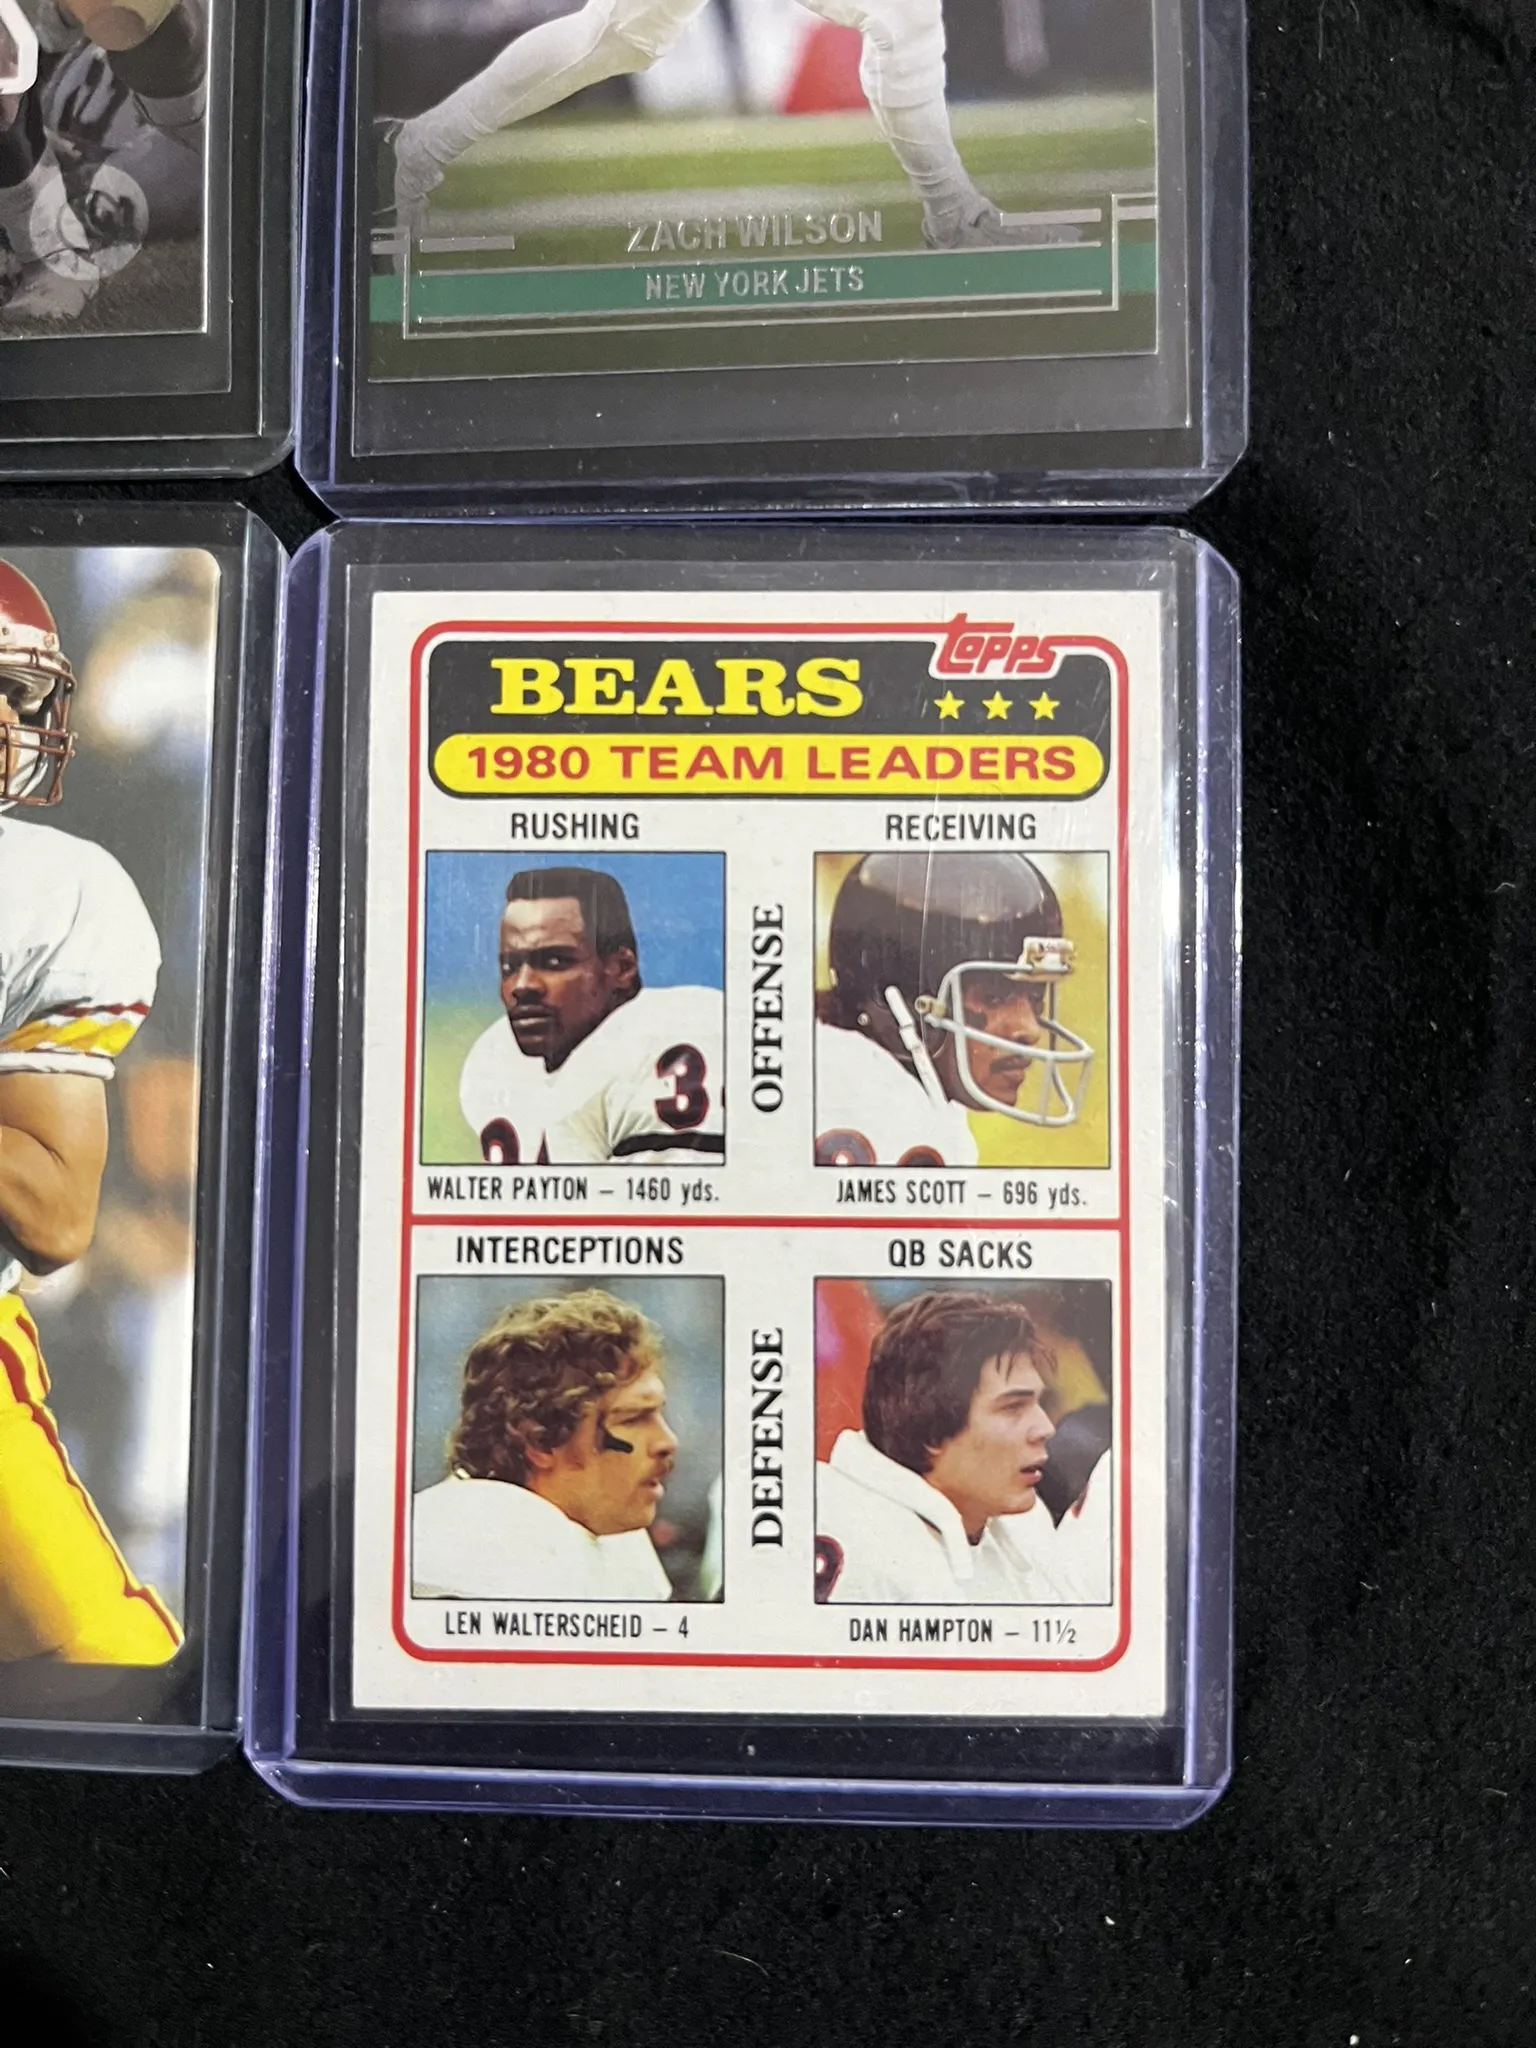 ZACH WILSON
NEW YORK JETS
topps
BEARS
1980 TEAM LEADERS
RUSHING
RECEIVING
OFFENSE
WALTER PAYTON – 1460 yds.
JAMES SCOTT – 696 yds.
INTERCEPTIONS
QB SACKS
DEFENSE
LEN WALTERSCHEID – 4
DAN HAMPTON – 11½